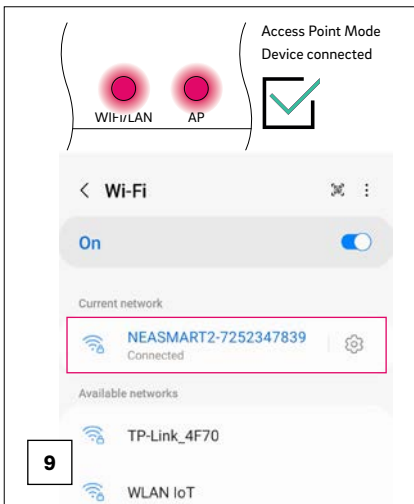 Access Point Mode
Device connected
WIFI/LAN AP
Wi-Fi
On
Current network
NEASMART2-7252347839
Connected
Available networks
TP-Link_4F70
9
WLAN IoT